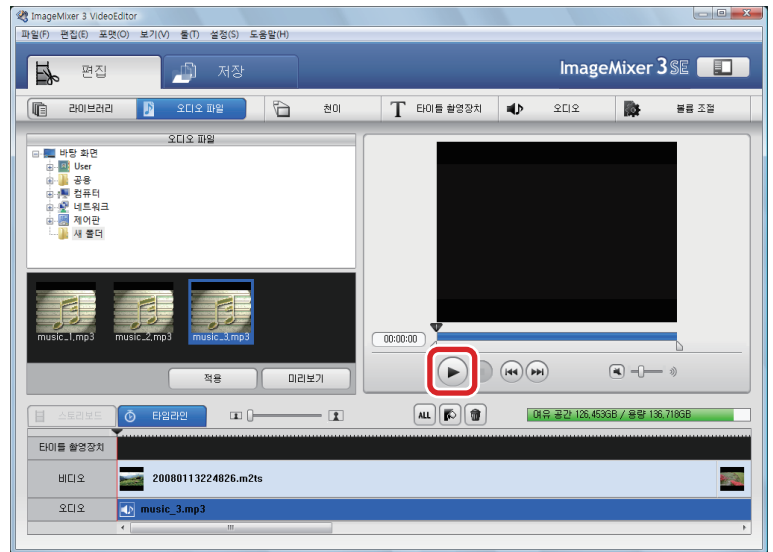 ImageMixer 3 VideoEditor
파일(F) 편집(E) 포맷(O) 보기(V) 툴(T) 설정(S) 도움말(H)
편집
저장
ImageMixer 3 SE
라이브러리
오디오 파일
천이
T 타이틀 촬영장치
오디오
볼륨 조절
오디오 파일
바탕 화면
User
공용
컴퓨터
네트워크
제어판
새 폴더
music_1.mp3 music_2.mp3 music_3.mp3
적용
미리보기
00:00:00
스토리보드
타임라인
ALL
여유 공간 126,453GB / 용량 136,718GB
타이틀 촬영장치
비디오
20080113224826.m2ts
오디오
music_3.mp3